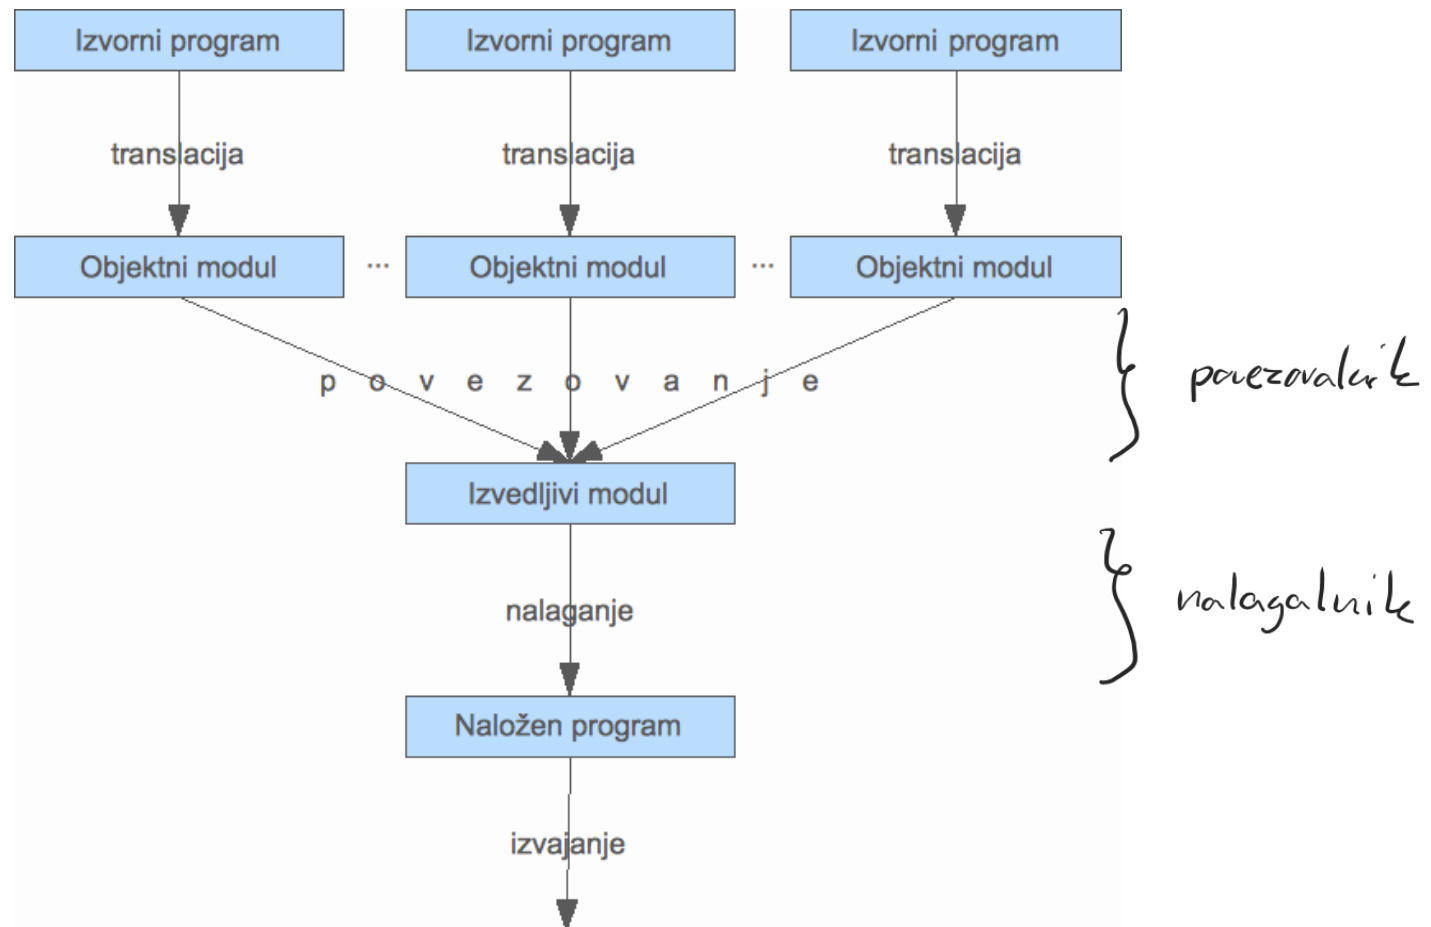 Izvorni program Izvorni program Izvorni program
translacija translacija translacija
Objektni modul ... Objektni modul ... Objektni modul
povezovanje
povezovalnik
Izvedljivi modul
nalaganje
nalagalnik
Naložen program
izvajanje